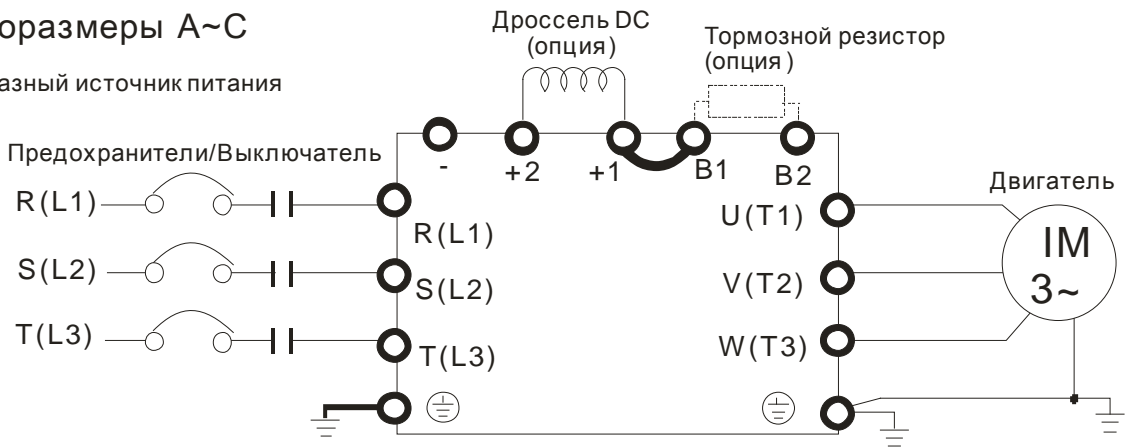 оразмеры A~C
азный источник питания
Дроссель DC
(опция)
Тормозной резистор
(опция)
Предохранители/Выключатель
Двигатель
-
+2
+1
B1
B2
R(L1)
R(L1)
U(T1)
S(L2)
S(L2)
V(T2)
T(L3)
T(L3)
W(T3)
IM
3~